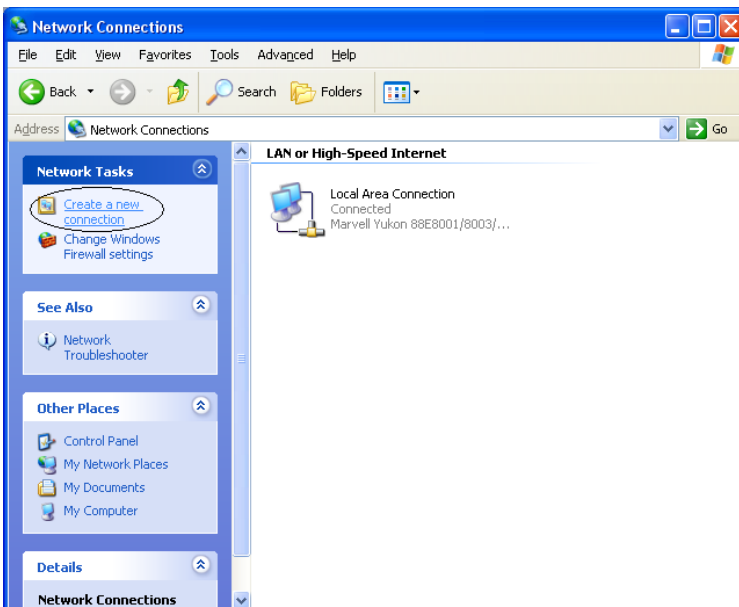 Network Connections
File Edit View Favorites Tools Advanced Help
Back Search Folders
Address Network Connections Go
Network Tasks
Create a new
connection
Change Windows
Firewall settings
See Also
Network
Troubleshooter
Other Places
Control Panel
My Network Places
My Documents
My Computer
Details
Network Connections
LAN or High-Speed Internet
Local Area Connection
Connected
Marvell Yukon 88E8001/8003/...